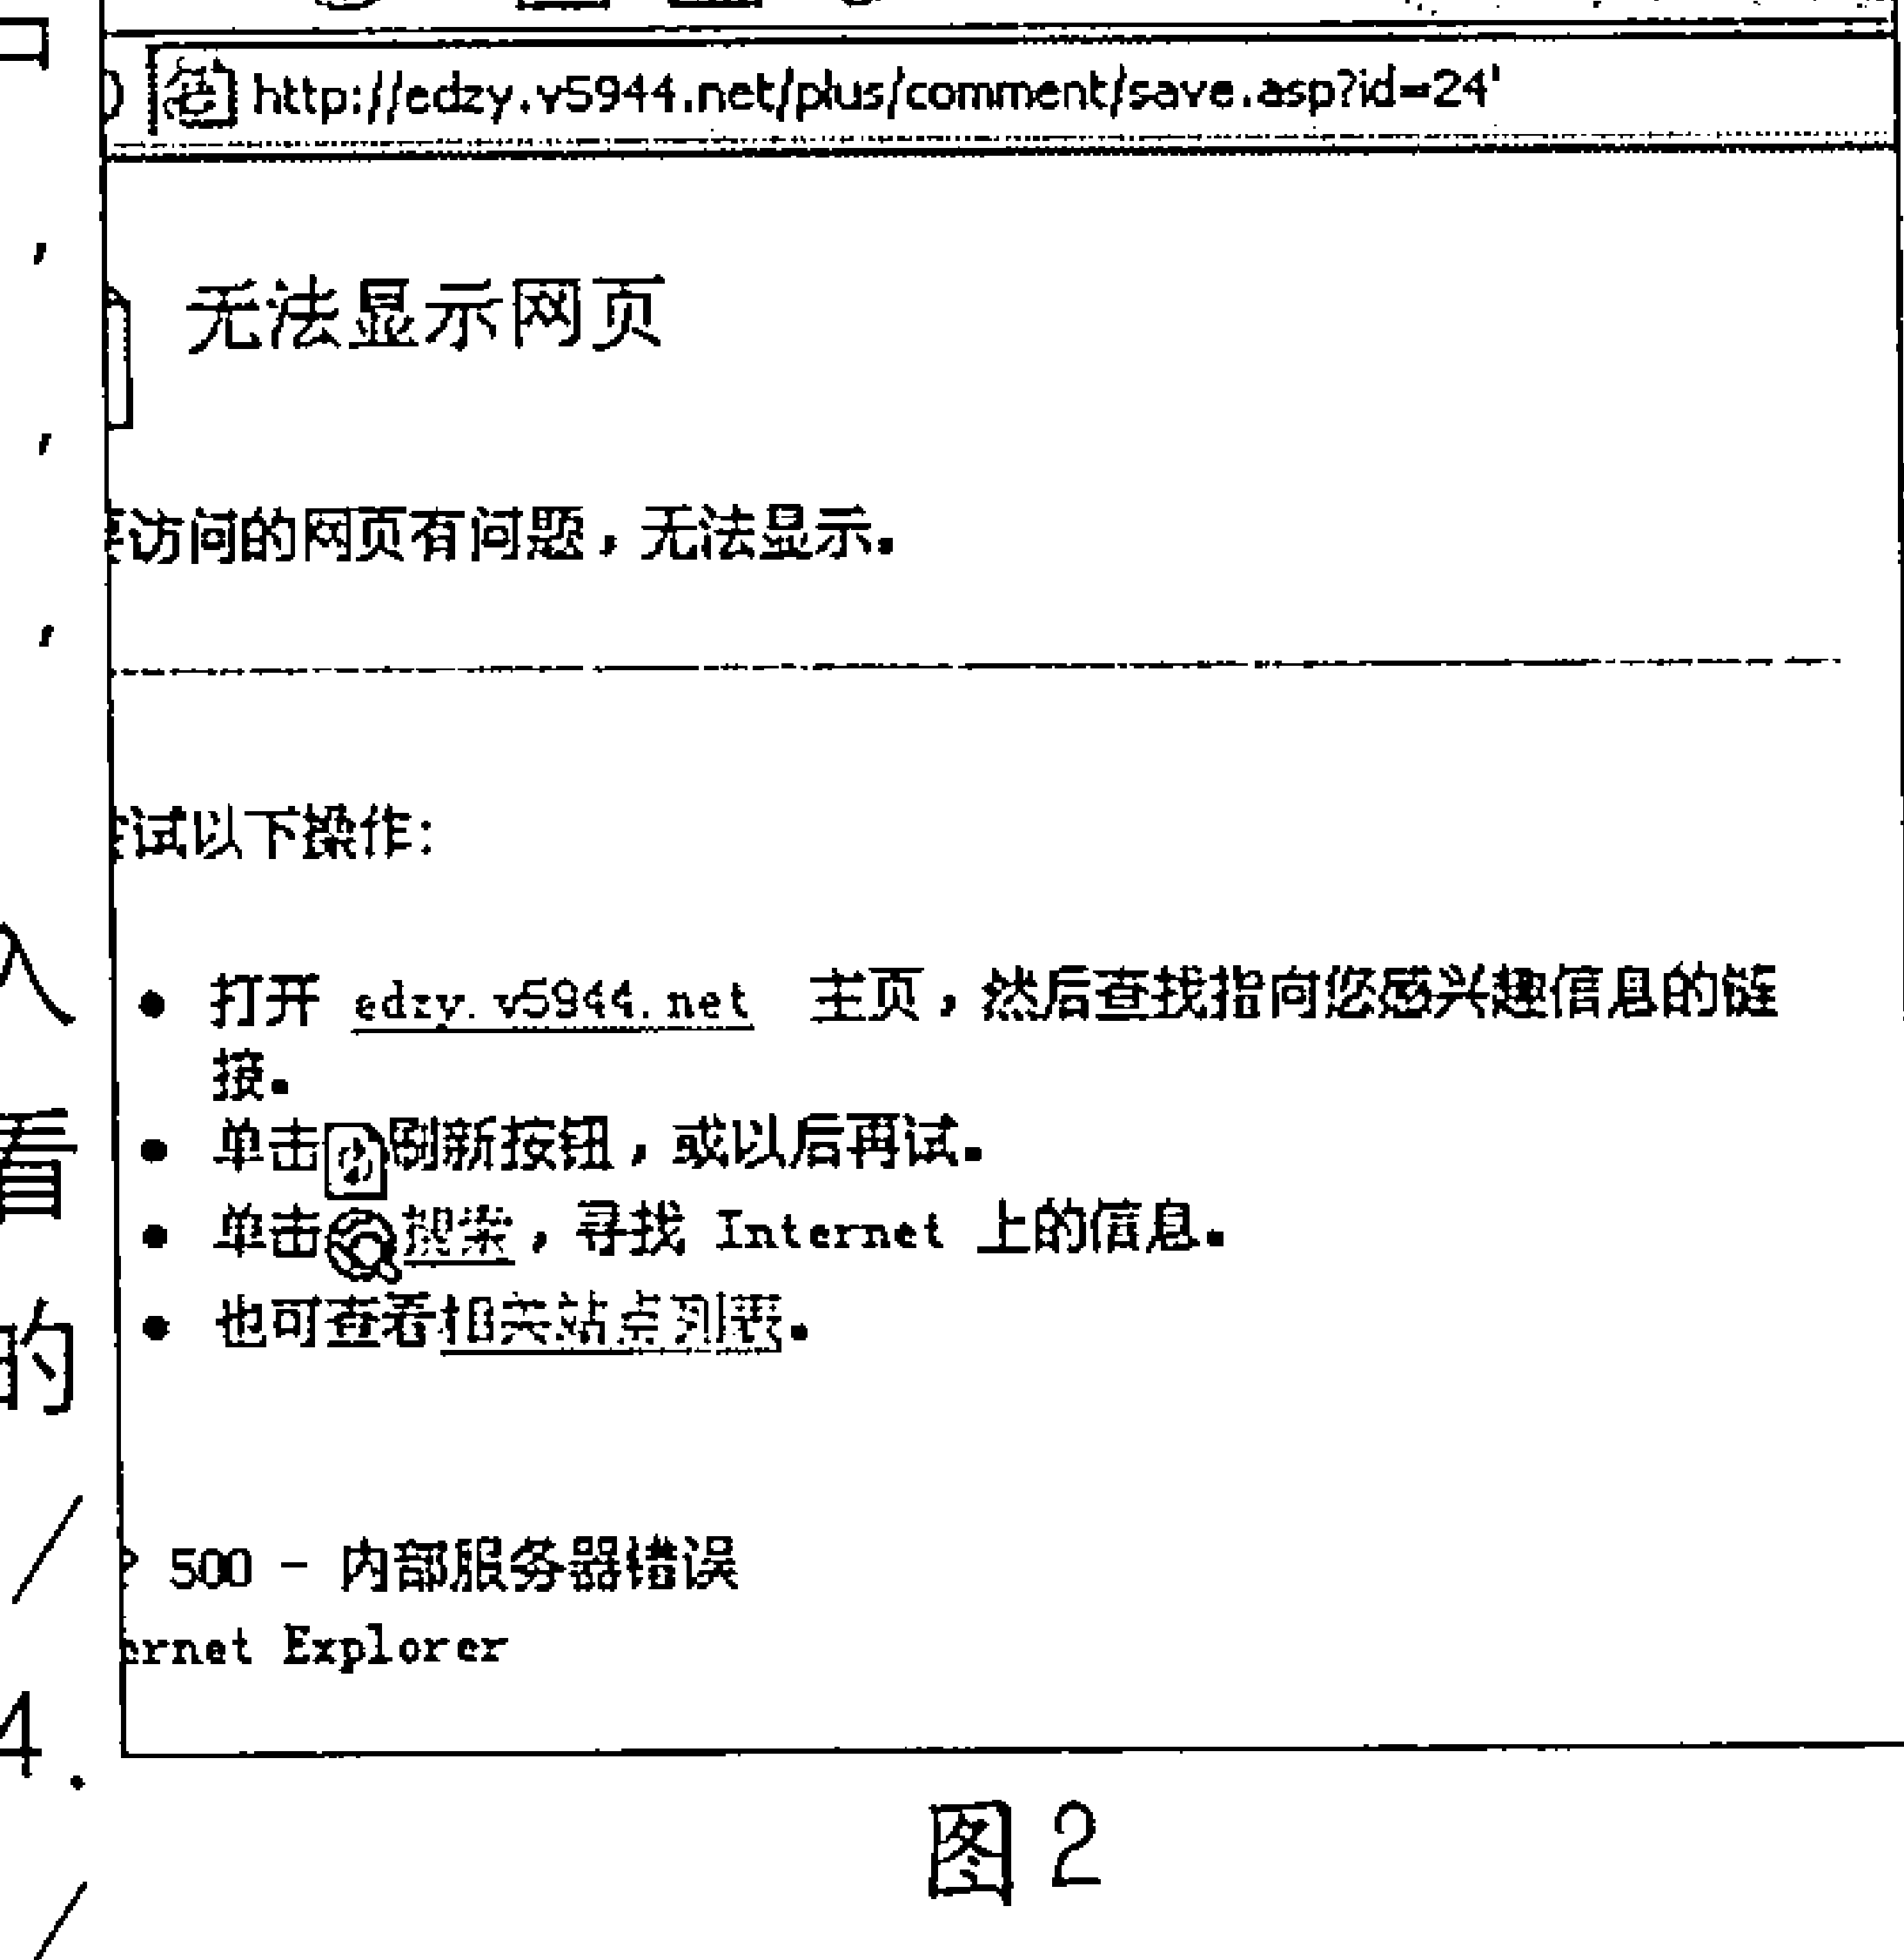 http://edzy.v5944.net/plus/comment/save.asp?id=24'
，
无法显示网页
，
访问的网页有问题，无法显示。
，
试以下操作:
入
• 打开 edzy.v5944.net 主页，然后查找指向您感兴趣信息的链
接。
看
• 单击刷新按钮，或以后再试。
• 单击搜索，寻找 Internet 上的信息。
的
• 也可查看相关站点列表。
/
500 - 内部服务器错误
ernet Explorer
4.
图2
/